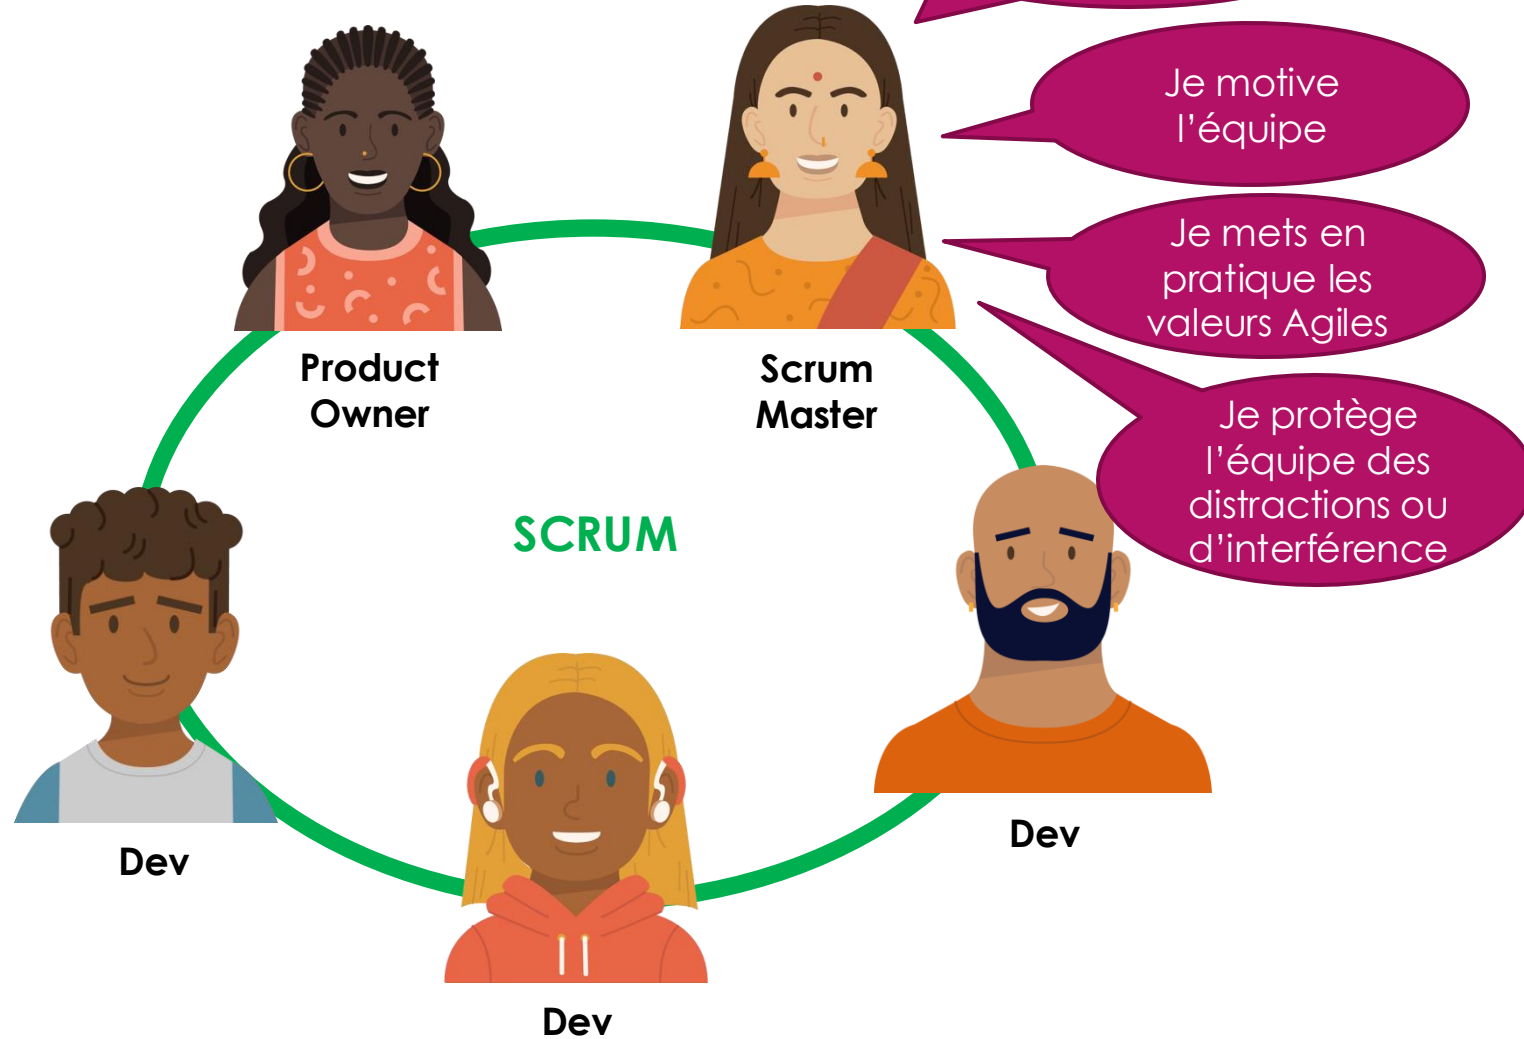 Je motive
l’équipe
Je mets en
pratique les
valeurs Agiles
Product
Owner
Scrum
Master
Je protège
l’équipe des
distractions ou
d’interférence
SCRUM
Dev
Dev
Dev